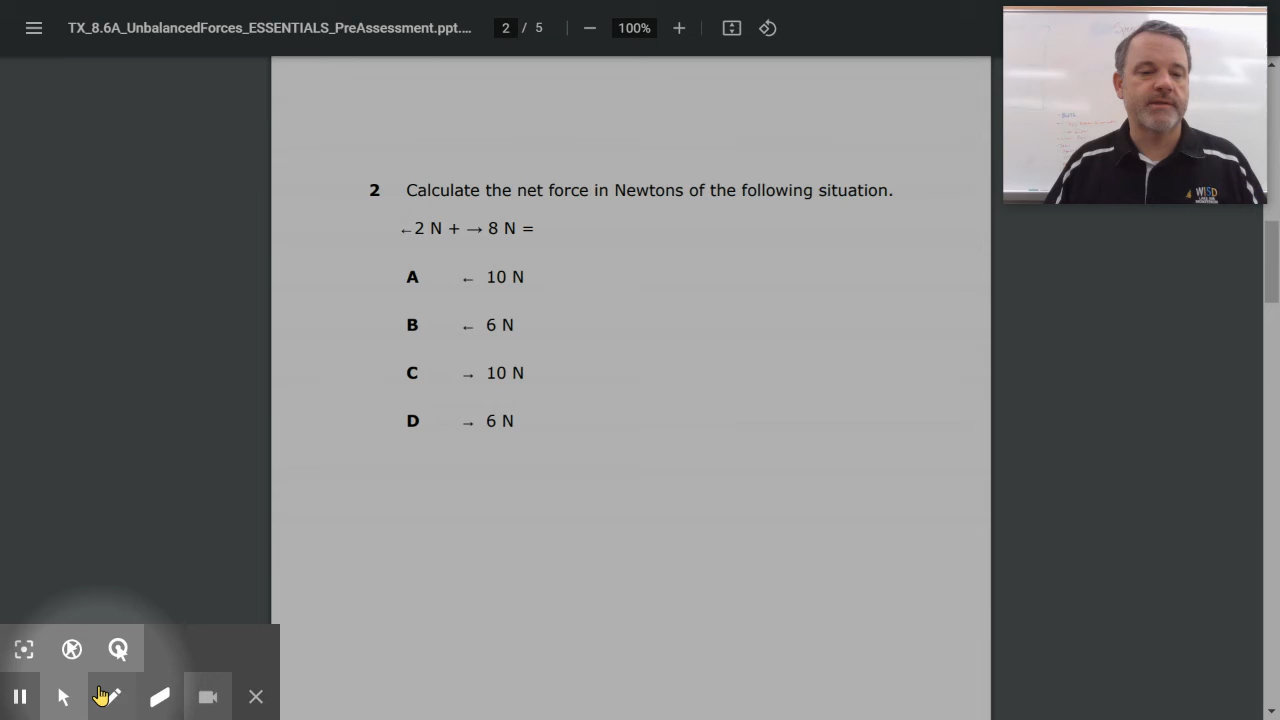 TX_8.6A_UnbalancedForces_ESSENTIALS_PreAssessment.ppt.... 2 / 5 100%
2 Calculate the net force in Newtons of the following situation.
←2 N + → 8 N =
A ← 10 N
B ← 6 N
C → 10 N
D → 6 N
WISD